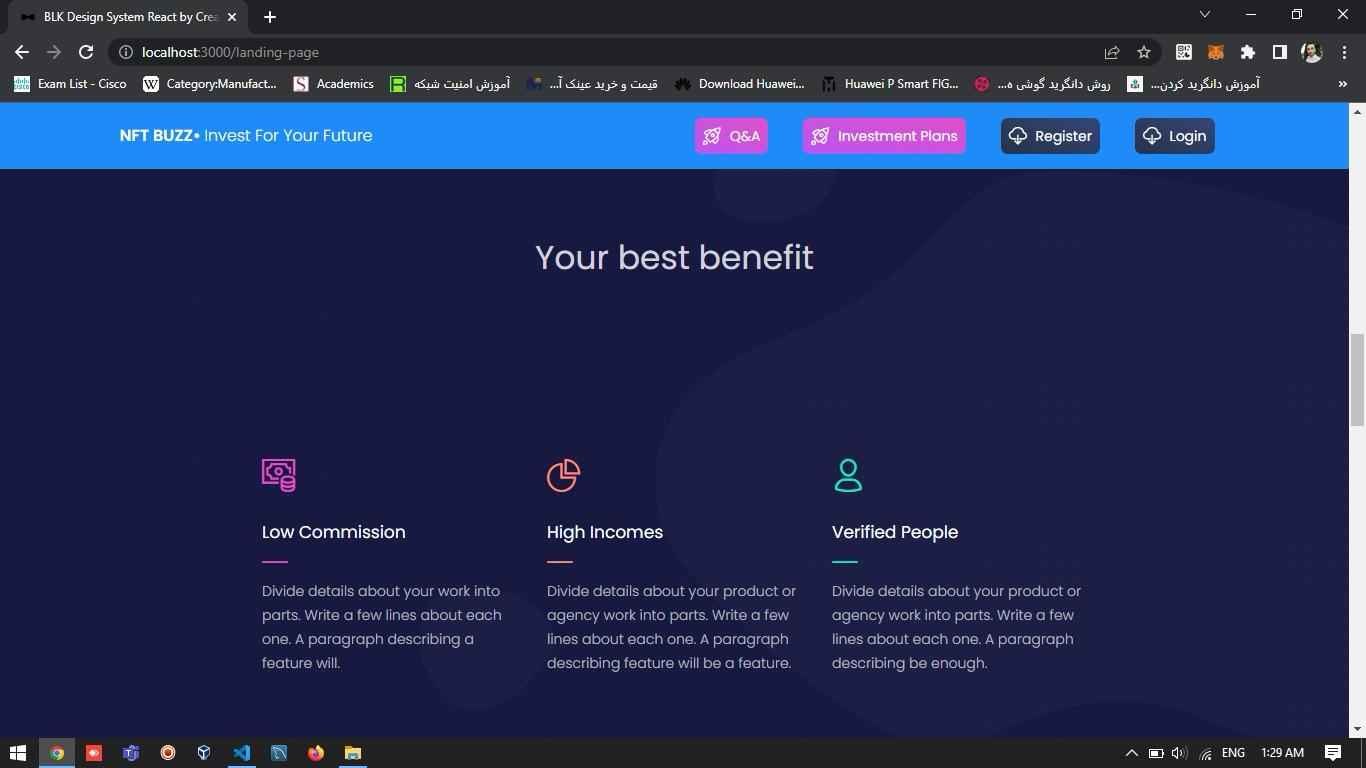 BLK Design System React by Crea
localhost:3000/landing-page
Exam List - Cisco
Category:Manufact...
Academics
آموزش امنیت شبکه
قیمت و خرید عینک آ...
Download Huawei...
Huawei P Smart FIG...
روش دانگرید گوشی ه...
آموزش دانگرید کردن...
NFT BUZZ• Invest For Your Future
Q&A
Investment Plans
Register
Login
Your best benefit
Low Commission
Divide details about your work into
parts. Write a few lines about each
one. A paragraph describing a
feature will.
High Incomes
Divide details about your product or
agency work into parts. Write a few
lines about each one. A paragraph
describing feature will be a feature.
Verified People
Divide details about your product or
agency work into parts. Write a few
lines about each one. A paragraph
describing be enough.
ENG
1:29 AM